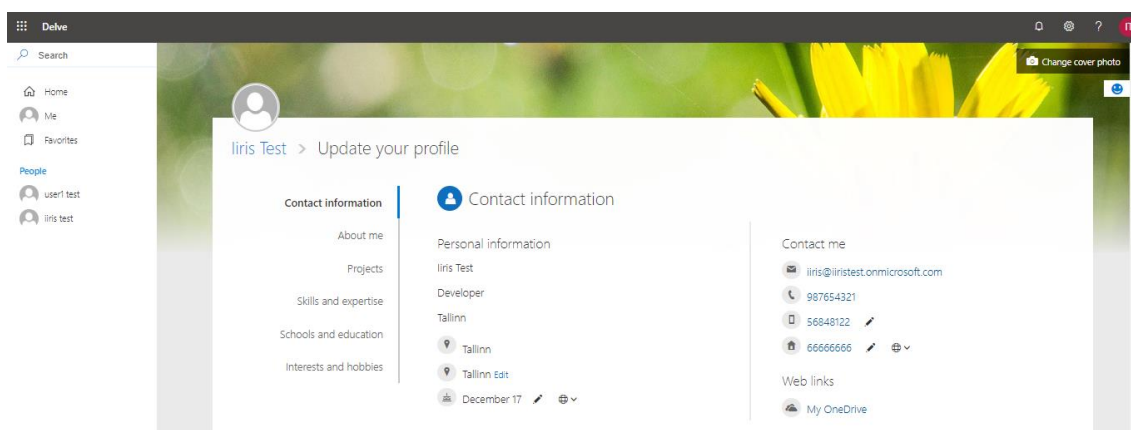 Delve
?
Search
Change cover photo
Home
Me
Favorites
People
user1 test
iiris test
Iiris Test > Update your profile
Contact information
About me
Projects
Skills and expertise
Schools and education
Interests and hobbies
Contact information
Personal information
Iiris Test
Developer
Tallinn
Tallinn
Tallinn Edit
December 17
Contact me
iiris@iiristest.onmicrosoft.com
987654321
56848122
66666666
Web links
My OneDrive